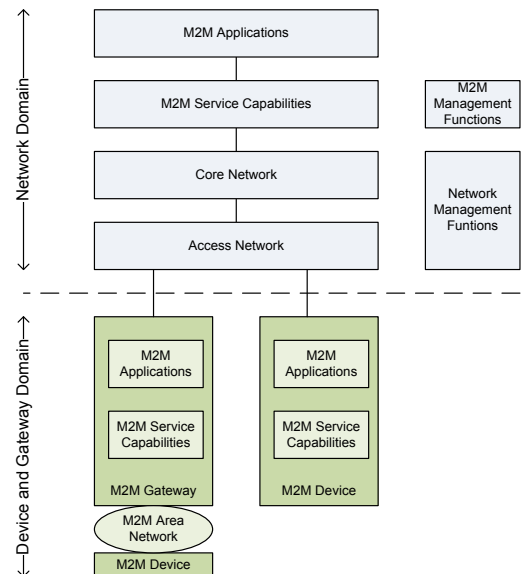 Network Domain
M2M Applications
M2M Service Capabilities
M2M
Management
Functions
Core Network
Network
Management
Funtions
Access Network
Device and Gateway Domain
M2M
Applications
M2M Service
Capabilities
M2M Gateway
M2M
Applications
M2M Service
Capabilities
M2M Device
M2M Area
Network
M2M Device